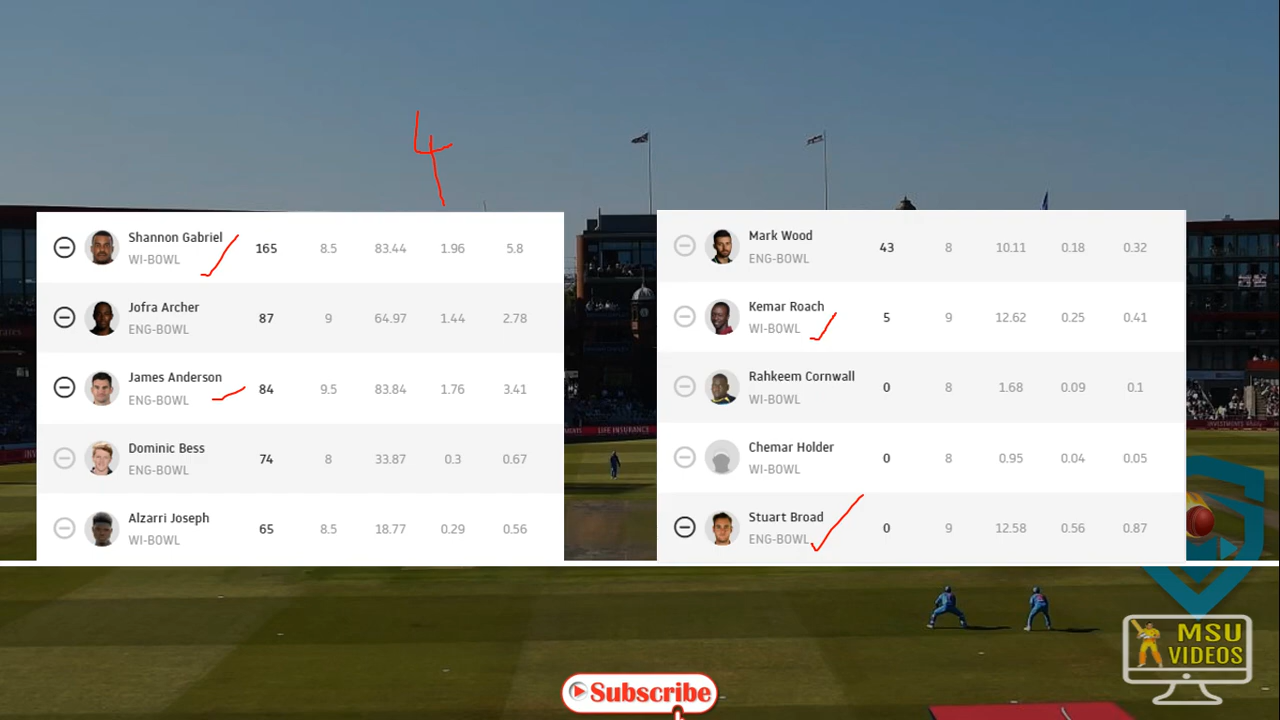 4
Shannon Gabriel 165 8.5 83.44 1.96 5.8
WI-BOWL
Jofra Archer 87 9 64.97 1.44 2.78
ENG-BOWL
James Anderson 84 9.5 83.84 1.76 3.41
ENG-BOWL
Dominic Bess 74 8 33.87 0.3 0.67
ENG-BOWL
Alzarri Joseph 65 8.5 18.77 0.29 0.56
WI-BOWL
Mark Wood 43 8 10.11 0.18 0.32
ENG-BOWL
Kemar Roach 5 9 12.62 0.25 0.41
WI-BOWL
Rahkeem Cornwall 0 8 1.68 0.09 0.1
WI-BOWL
Chemar Holder 0 8 0.95 0.04 0.05
WI-BOWL
Stuart Broad 0 9 12.58 0.56 0.87
ENG-BOWL
LIFE INSURANCE
MSU
VIDEOS
Subscribe